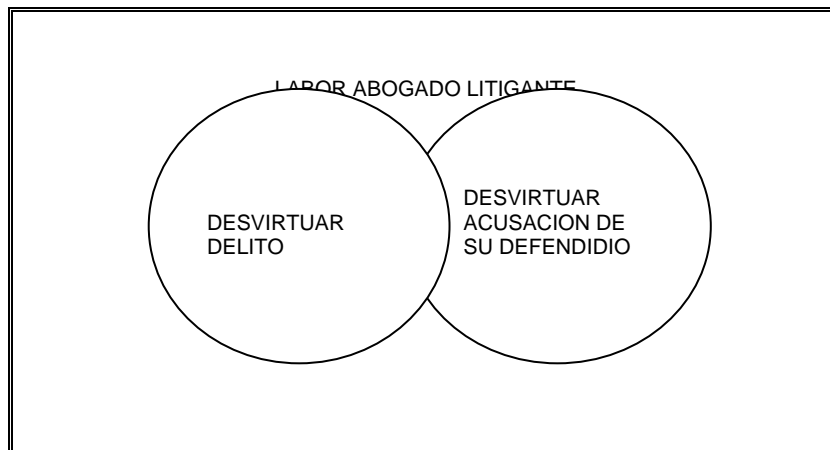 LABOR ABOGADO LITIGANTE
DESVIRTUAR
DELITO
DESVIRTUAR
ACUSACION DE
SU DEFENDIDIO